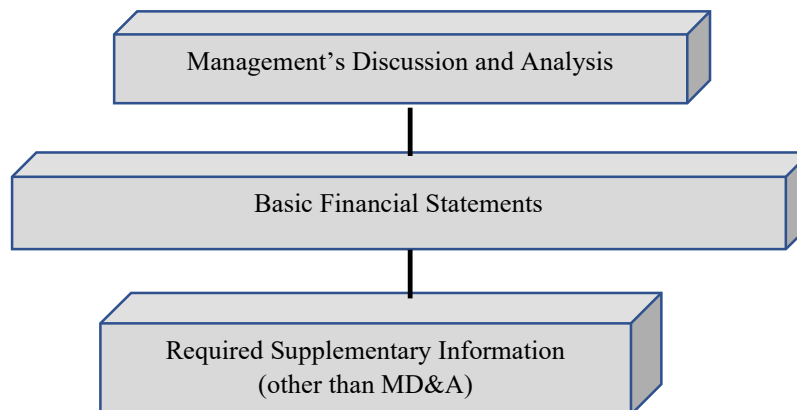 Management’s Discussion and Analysis
Basic Financial Statements
Required Supplementary Information
(other than MD&A)